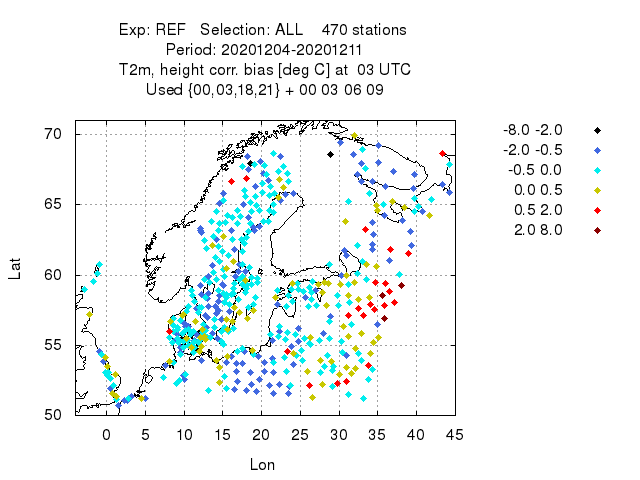 Exp: REF   Selection: ALL    470 stations
Period: 20201204-20201211
T2m, height corr. bias [deg C] at  03 UTC
Used {00,03,18,21} + 00 03 06 09
70
65
60
55
50
Lat
0 5 10 15 20 25 30 35 40 45
Lon
-8.0 -2.0
-2.0 -0.5
-0.5 0.0
0.0 0.5
0.5 2.0
2.0 8.0